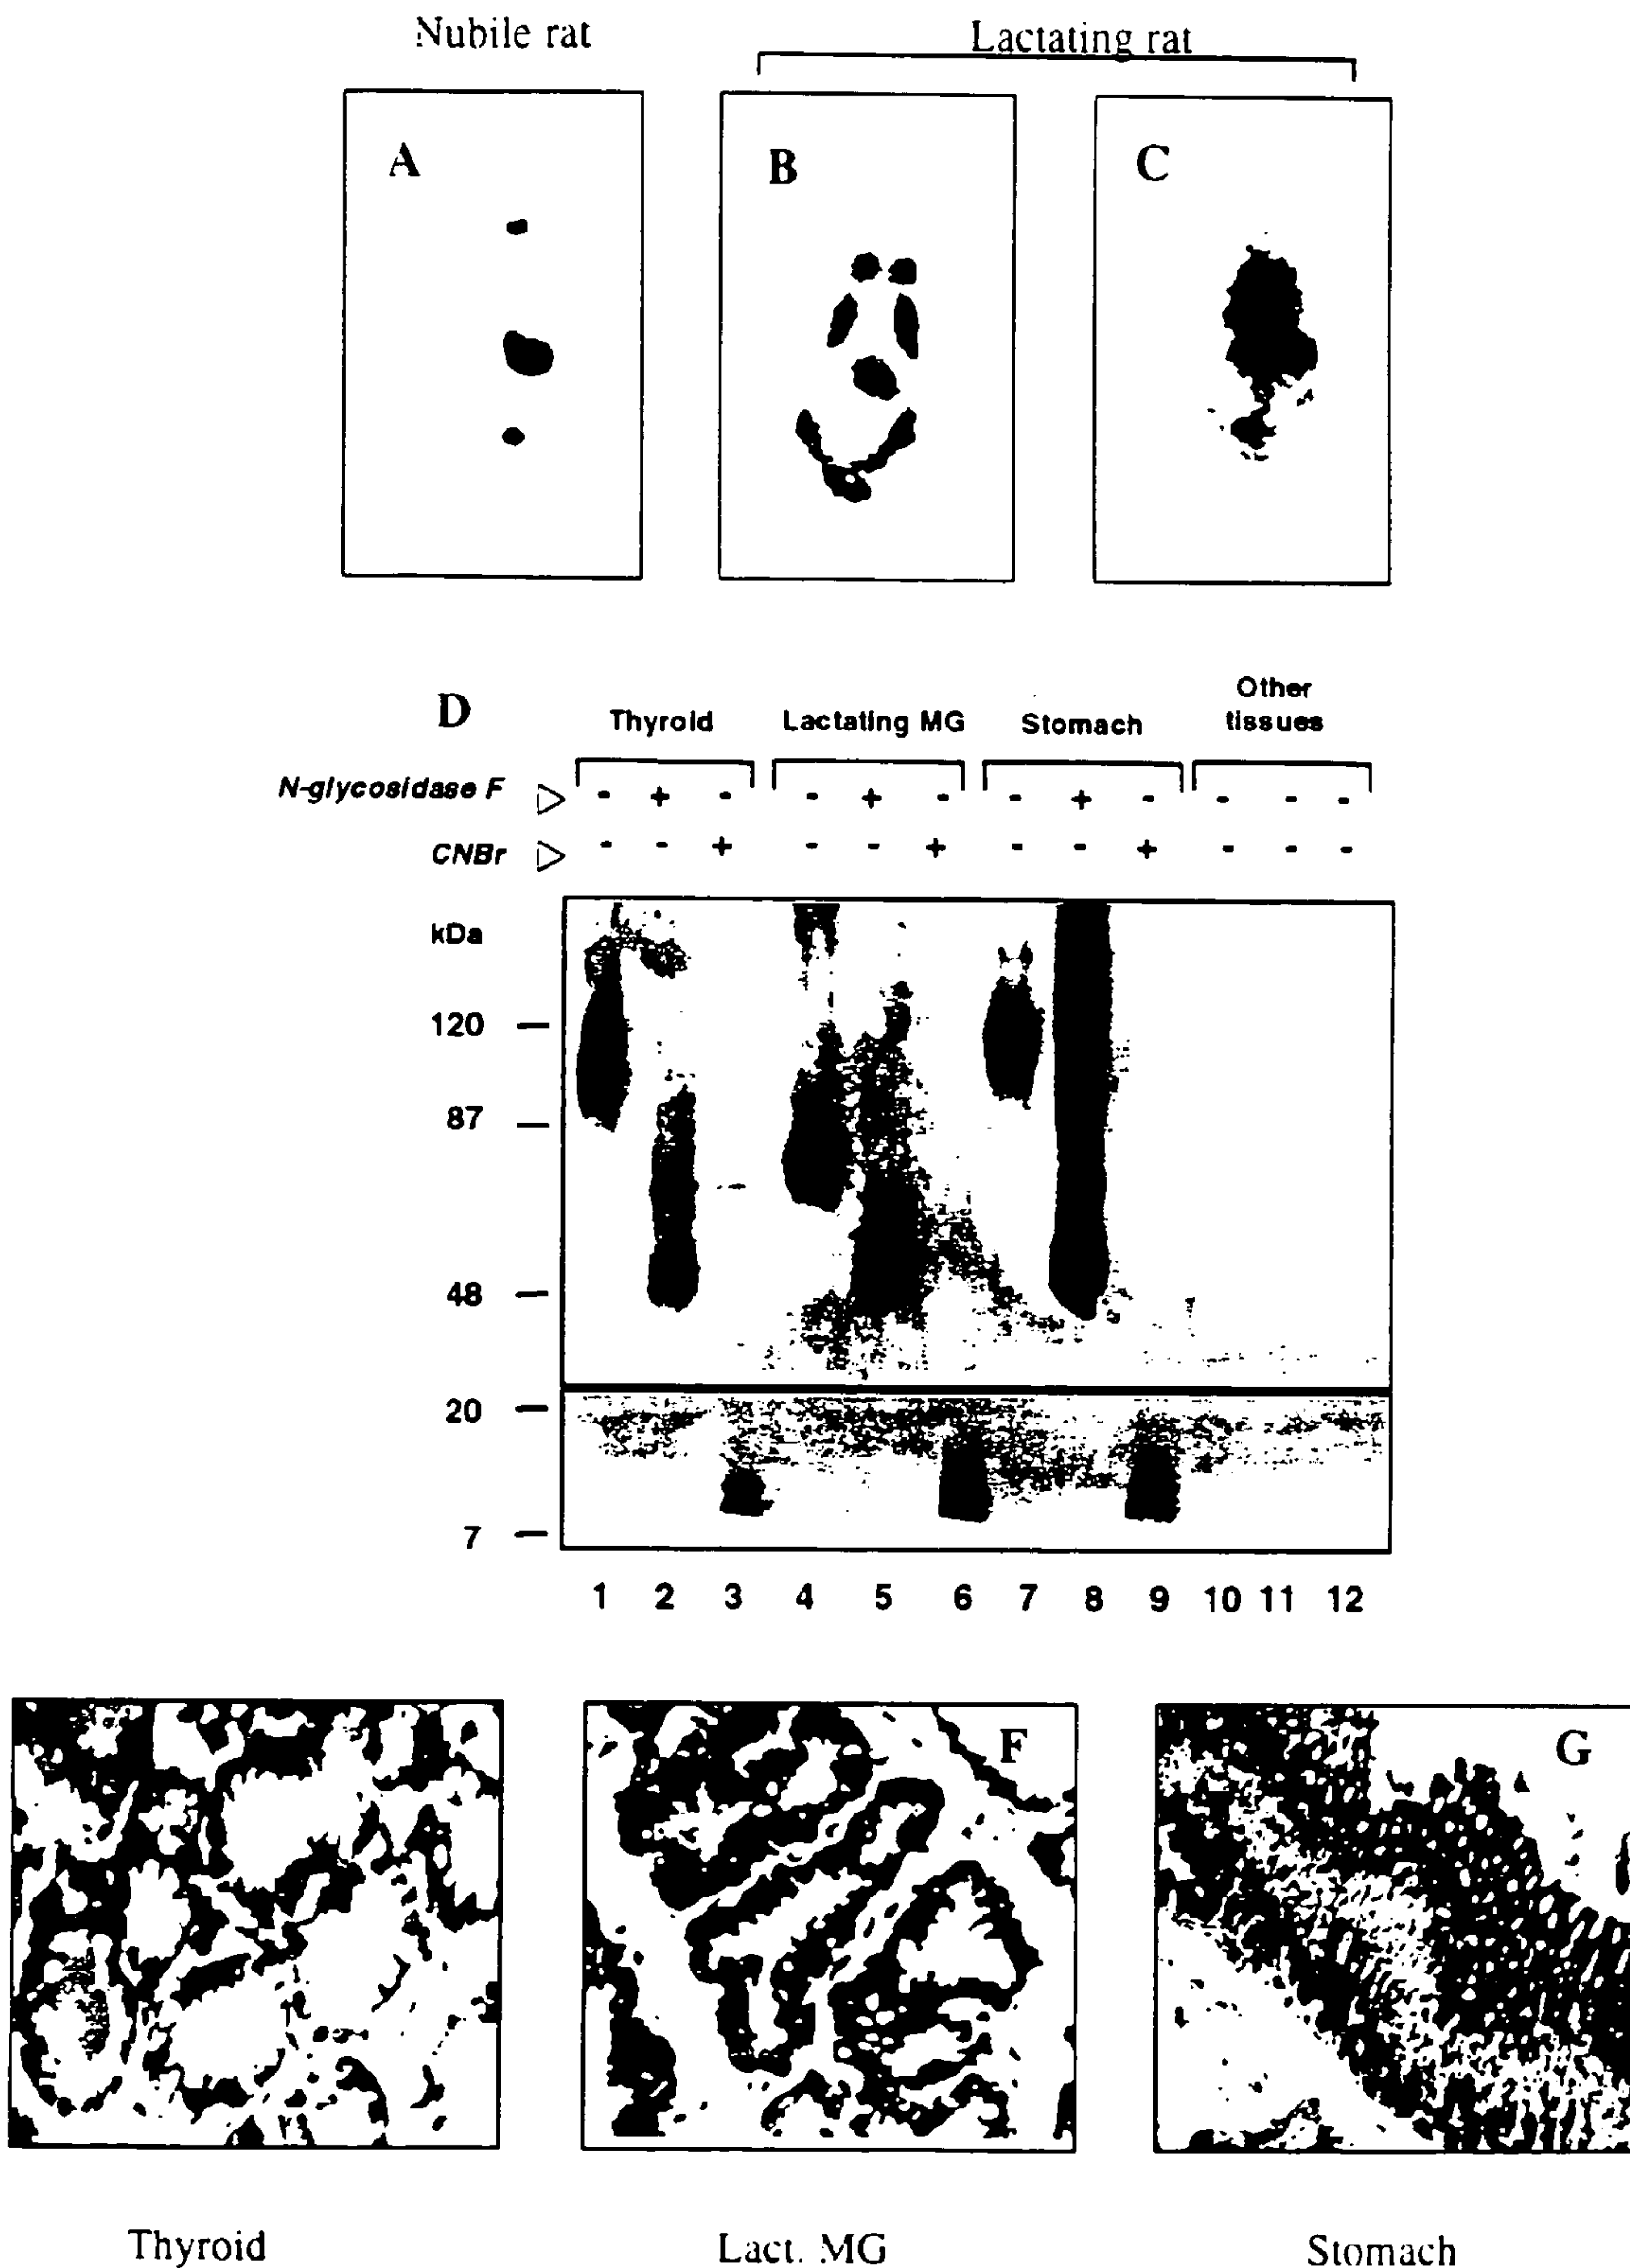 Nubile rat
Lactating rat
A
B
C
D
Thyroid
Lactating MG
Stomach
Other
tissues
N-glycosidase F ▷ - + - - + - - + - - - -
CNBr ▷ - - + - - + - - + - - -
kDa
120
87
48
20
7
1 2 3 4 5 6 7 8 9 10 11 12
F
G
Thyroid
Lact. MG
Stomach